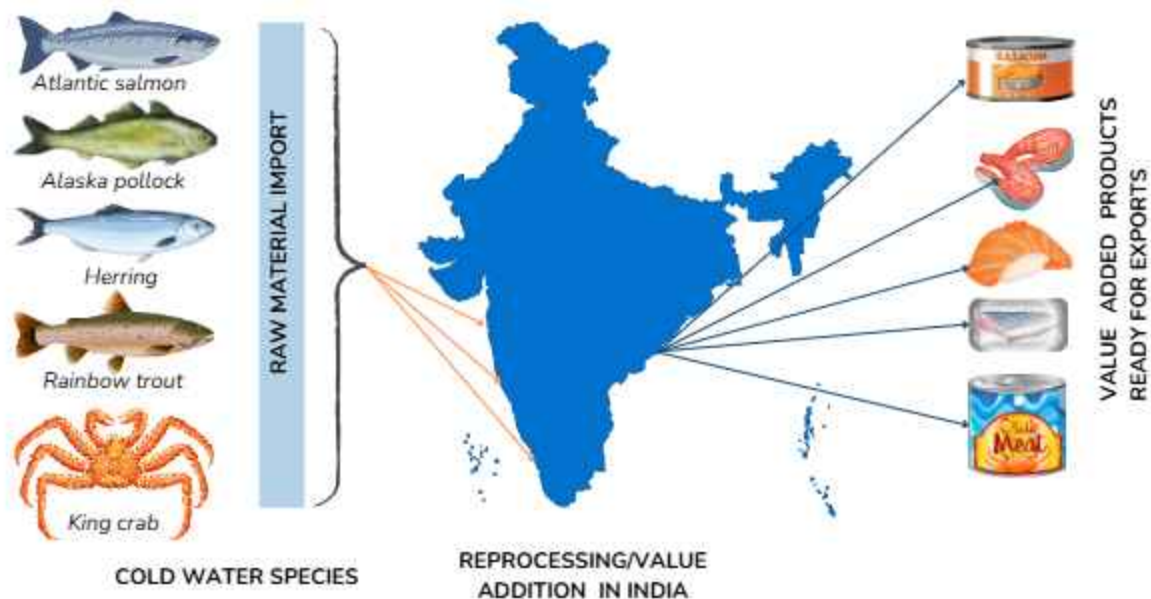 Atlantic salmon
Alaska pollock
Herring
Rainbow trout
King crab
COLD WATER SPECIES
RAW MATERIAL IMPORT
REPROCESSING/VALUE
ADDITION IN INDIA
Meat
VALUE ADDED PRODUCTS
READY FOR EXPORTS